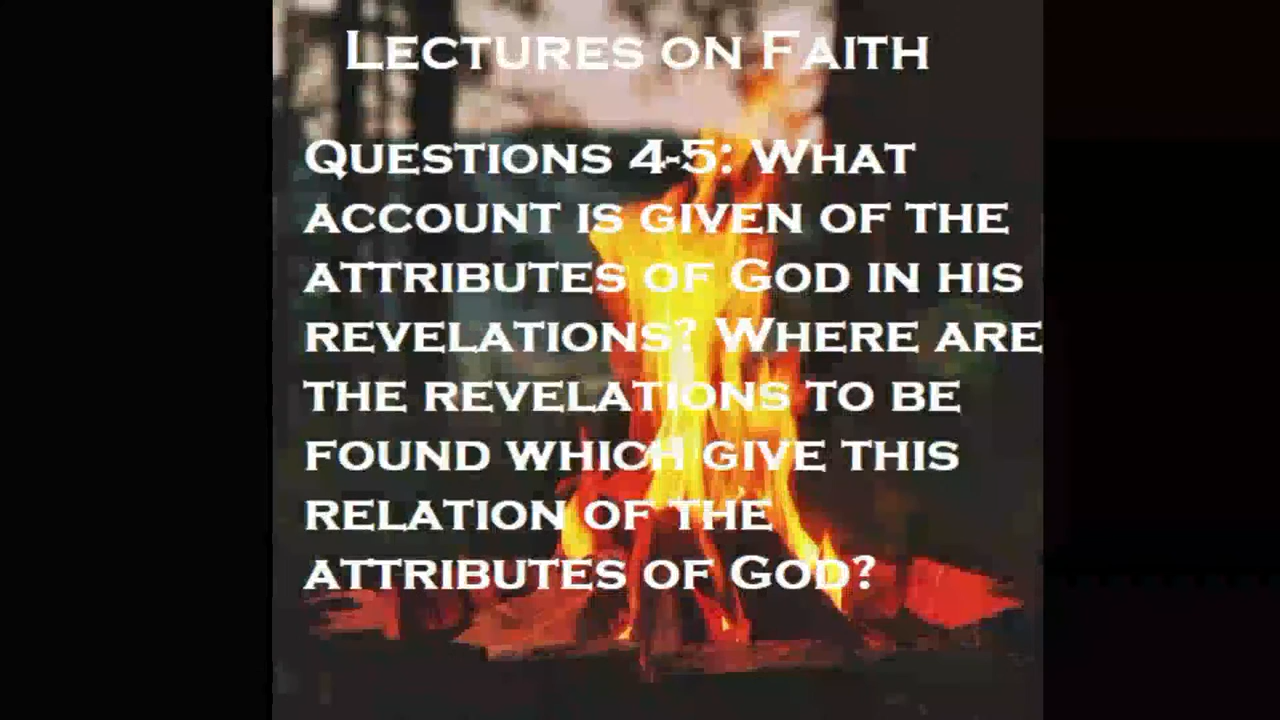 Lectures on Faith
Questions 4-5: What
account is given of the
attributes of God in his
revelations? Where are
the revelations to be
found which give this
relation of the
attributes of God?